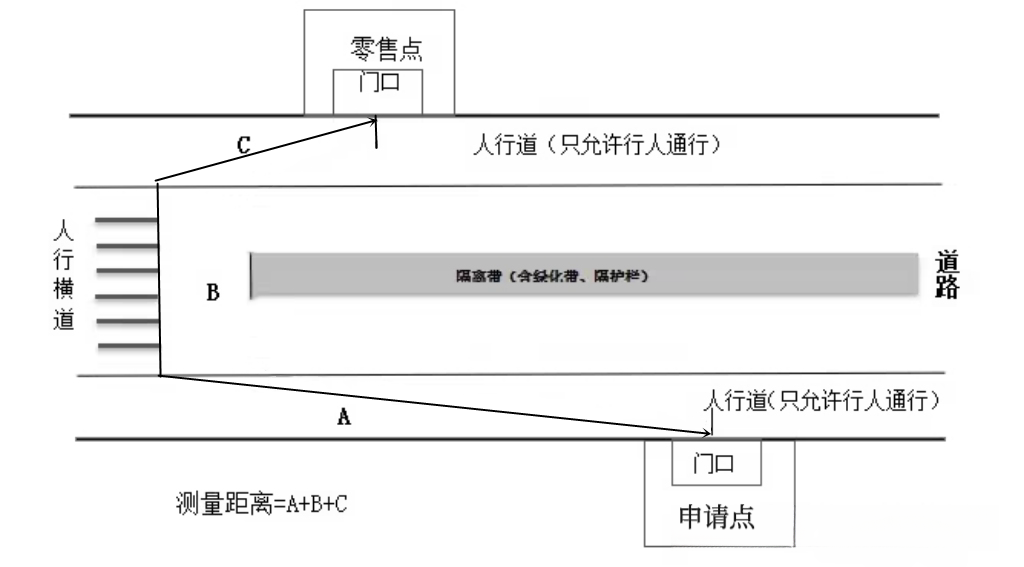 零售点
门口
C
人行道（只允许行人通行）
人行横道
B
隔离带（含绿化带、隔护栏）
道路
人行道（只允许行人通行）
A
门口
测量距离=A+B+C
申请点